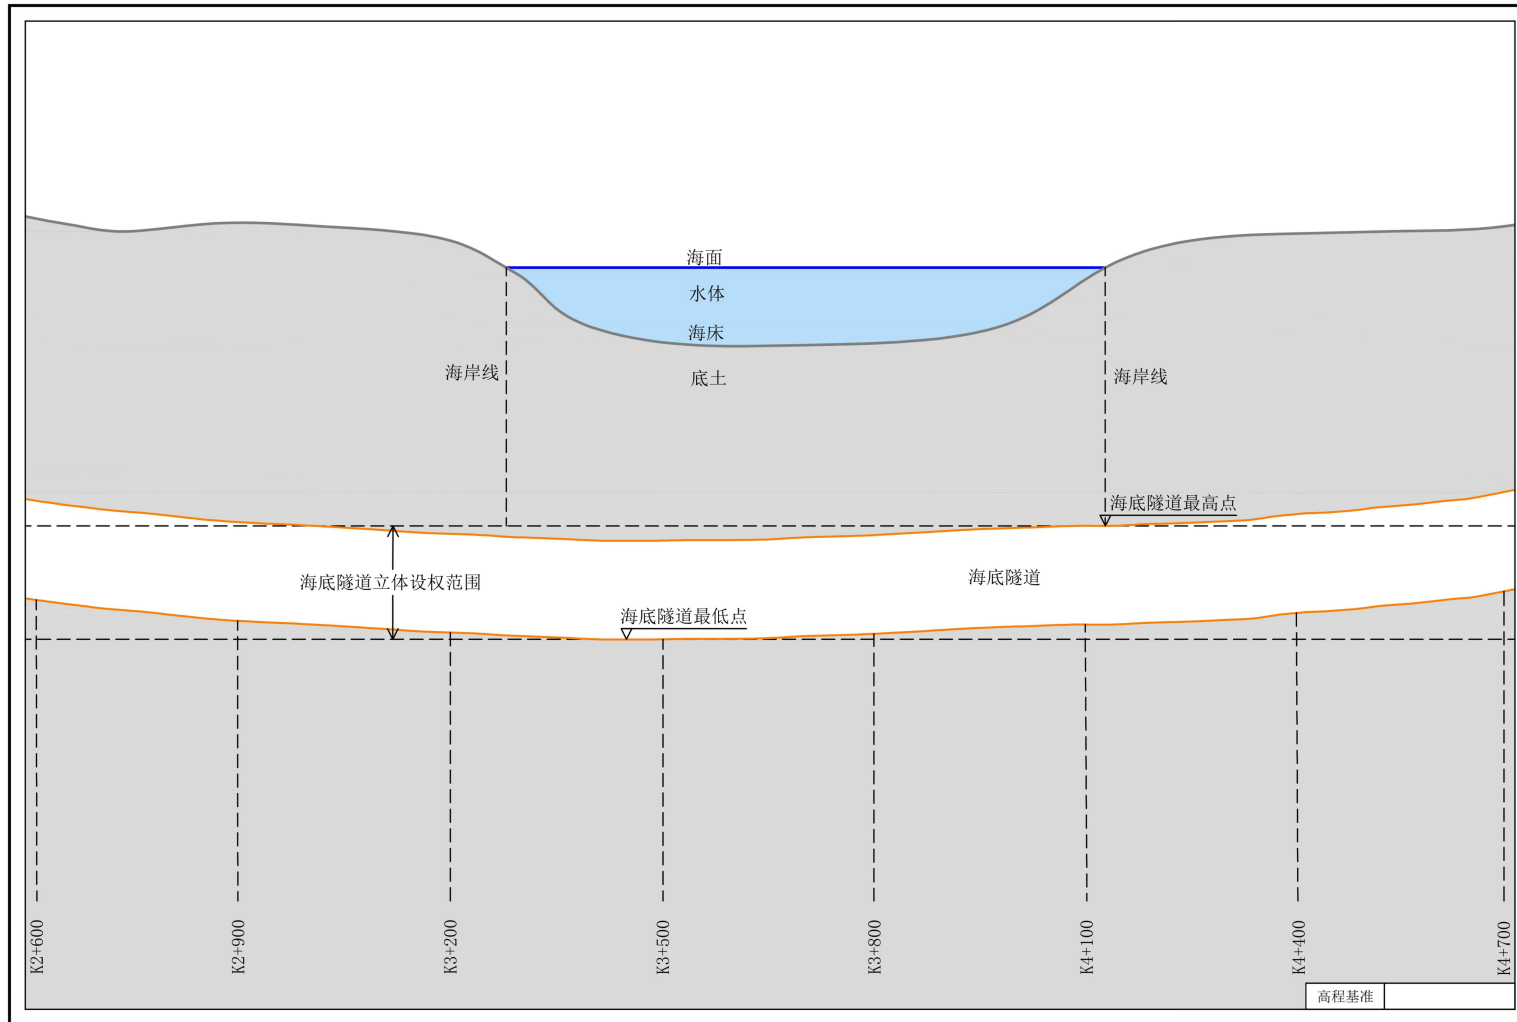 海面
水体
海床
海岸线
底土
海岸线
海底隧道最高点
海底隧道立体设权范围
海底隧道
海底隧道最低点
K2+600
K2+900
K3+200
K3+500
K3+800
K4+100
K4+400
K4+700
高程基准